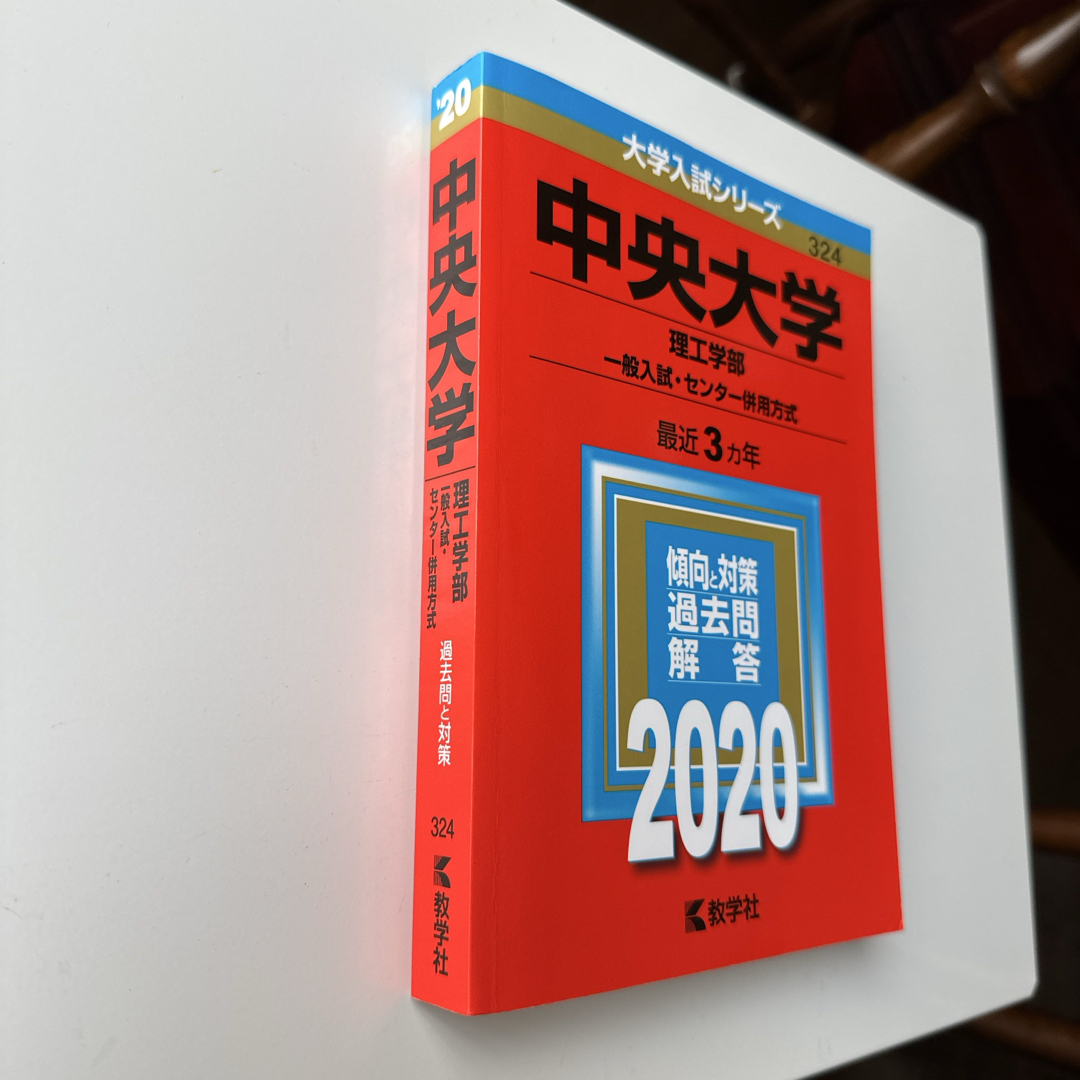 '20
中央大学
理工学部
一般入試・
センター併用方式
過去問と対策
324
教学社
大学入試シリーズ
324
中央大学
理工学部
一般入試・センター併用方式
最近3カ年
傾向と対策
過去問
解答
2020
教学社